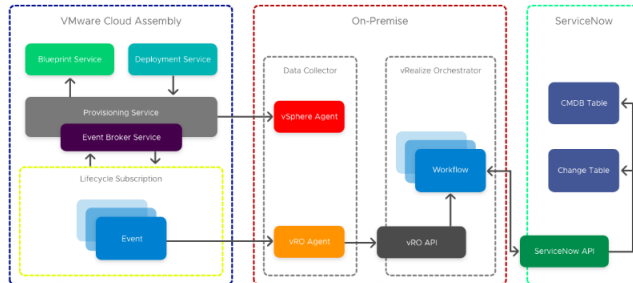 VMware Cloud Assembly
On-Premise
ServiceNow
Blueprint Service
Deployment Service
Data Collector
vRealize Orchestrator
Provisioning Service
vSphere Agent
CMDB Table
Event Broker Service
Lifecycle Subscription
Workflow
Change Table
Event
vRO Agent
vRO API
ServiceNow API